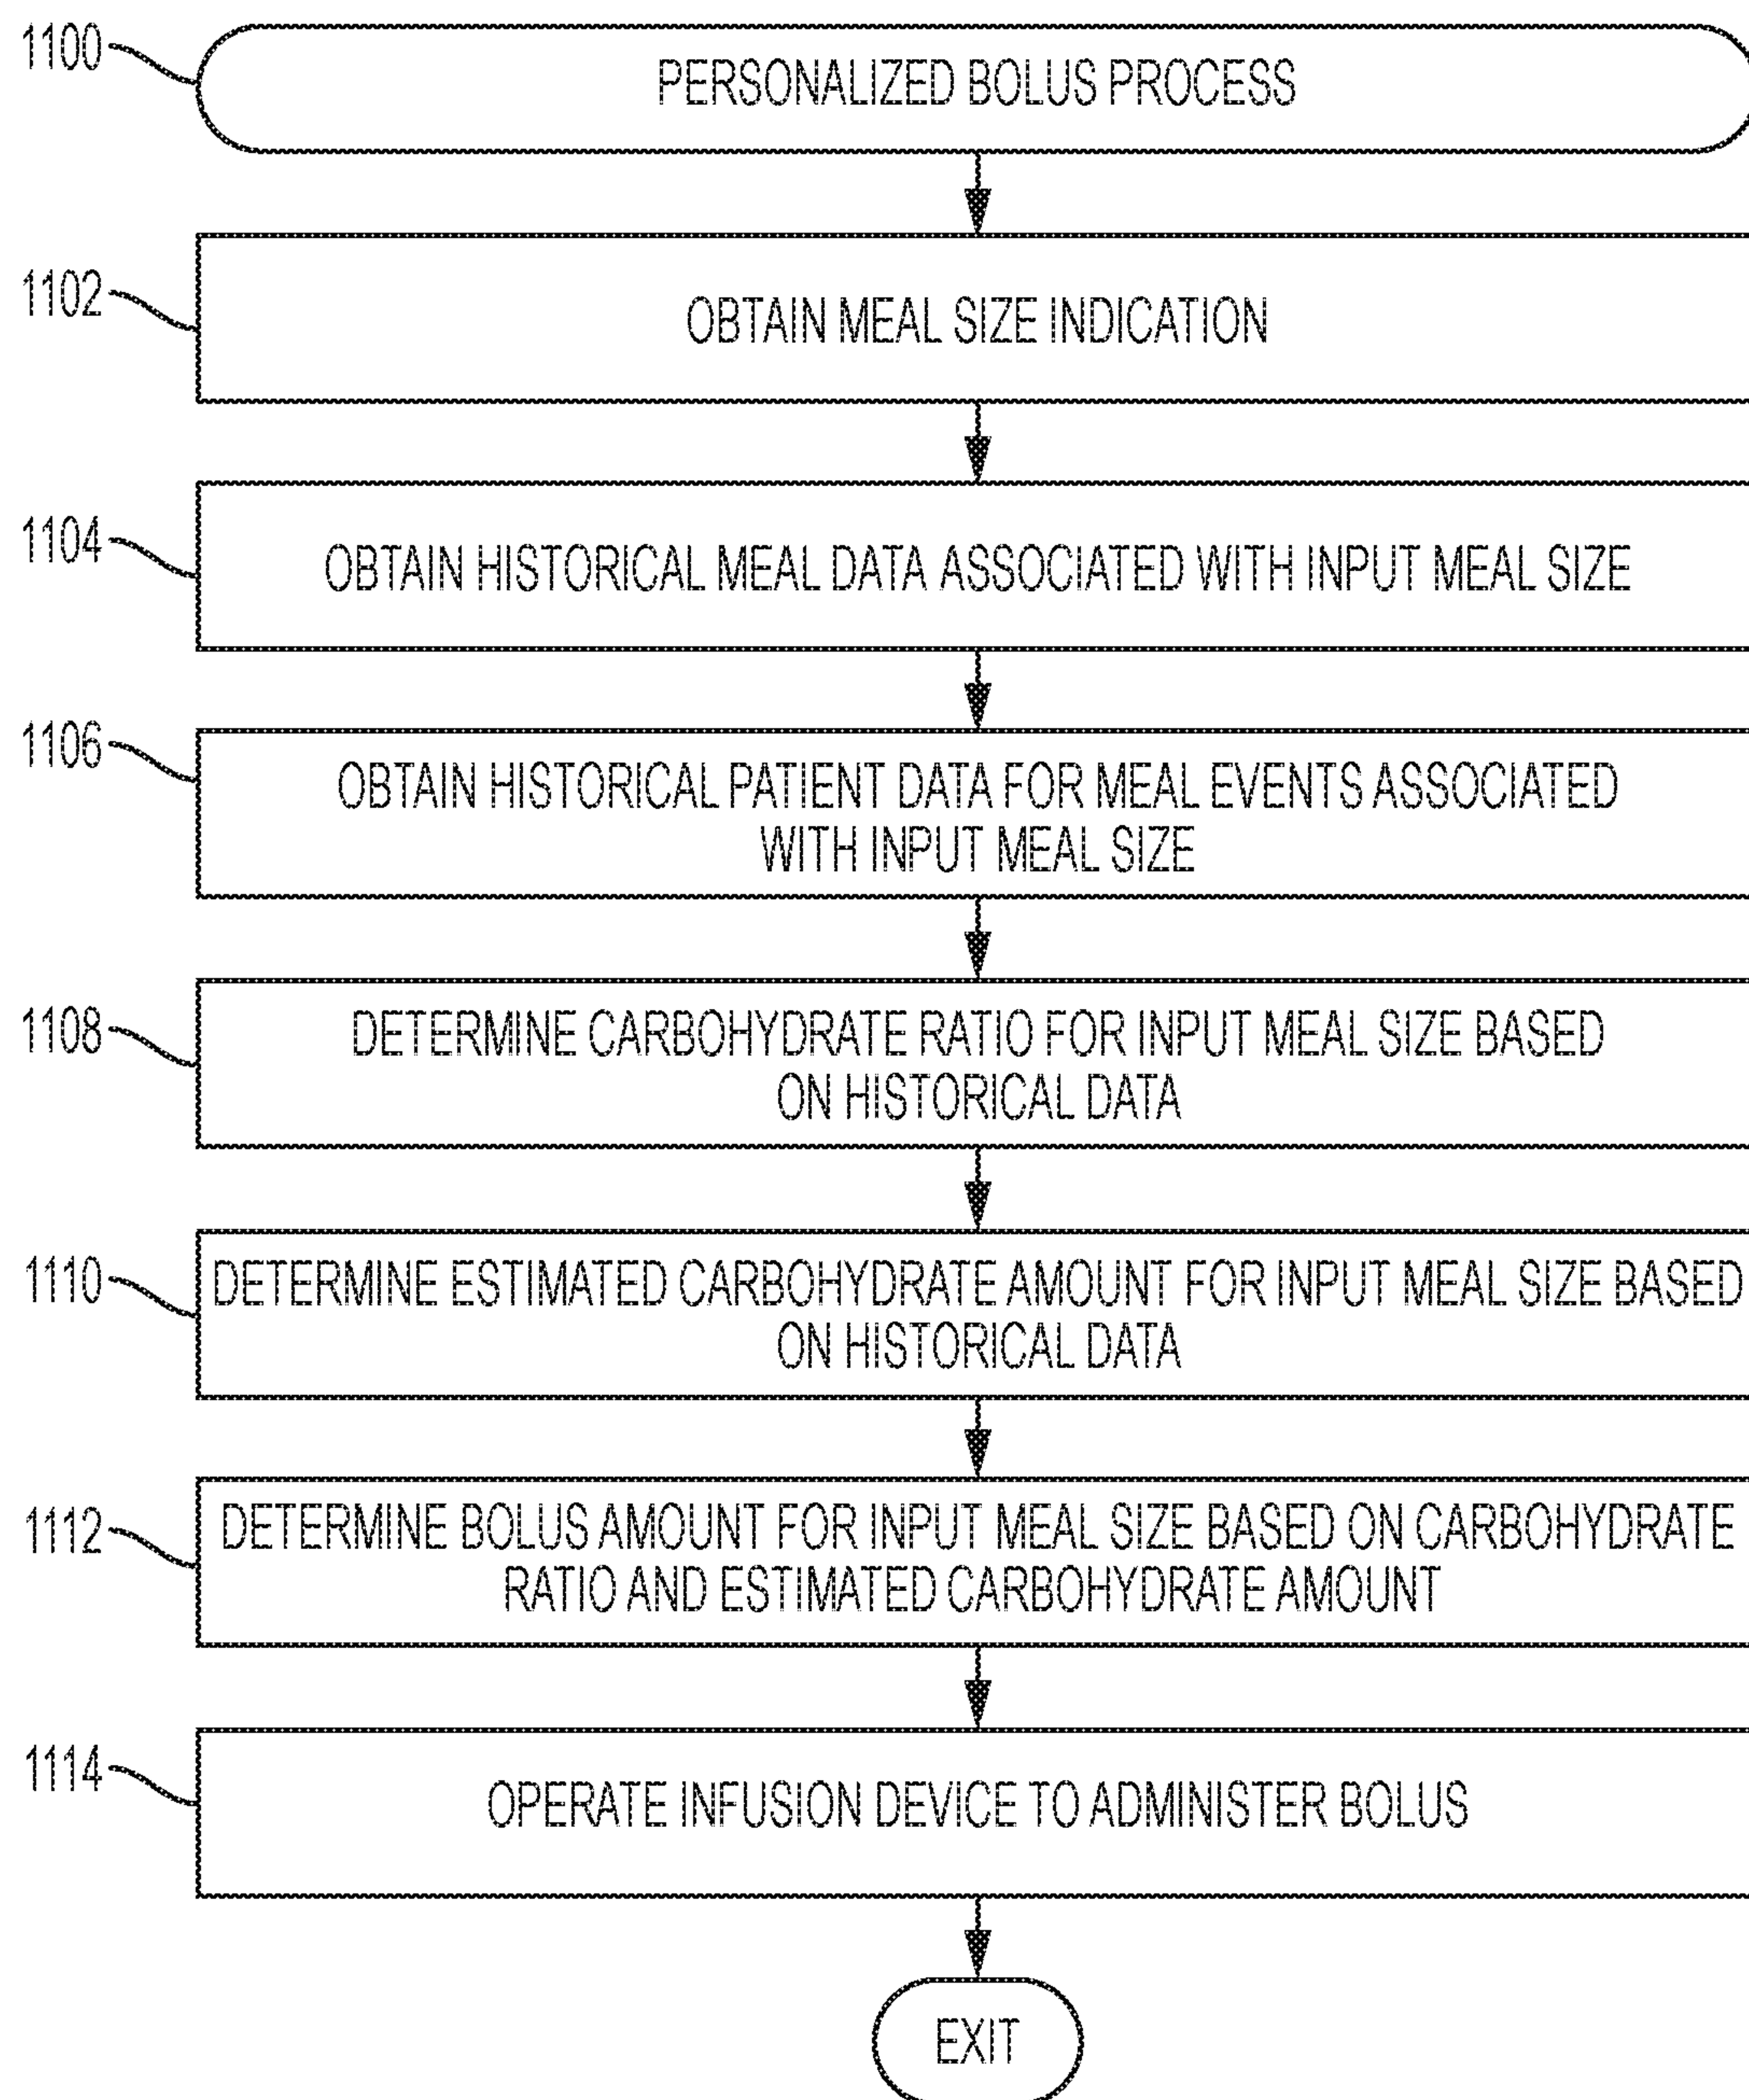 1100
PERSONALIZED BOLUS PROCESS
1102
OBTAIN MEAL SIZE INDICATION
1104
OBTAIN HISTORICAL MEAL DATA ASSOCIATED WITH INPUT MEAL SIZE
1106
OBTAIN HISTORICAL PATIENT DATA FOR MEAL EVENTS ASSOCIATED
WITH INPUT MEAL SIZE
1108
DETERMINE CARBOHYDRATE RATIO FOR INPUT MEAL SIZE BASED
ON HISTORICAL DATA
1110
DETERMINE ESTIMATED CARBOHYDRATE AMOUNT FOR INPUT MEAL SIZE BASED
ON HISTORICAL DATA
1112
DETERMINE BOLUS AMOUNT FOR INPUT MEAL SIZE BASED ON CARBOHYDRATE
RATIO AND ESTIMATED CARBOHYDRATE AMOUNT
1114
OPERATE INFUSION DEVICE TO ADMINISTER BOLUS
EXIT